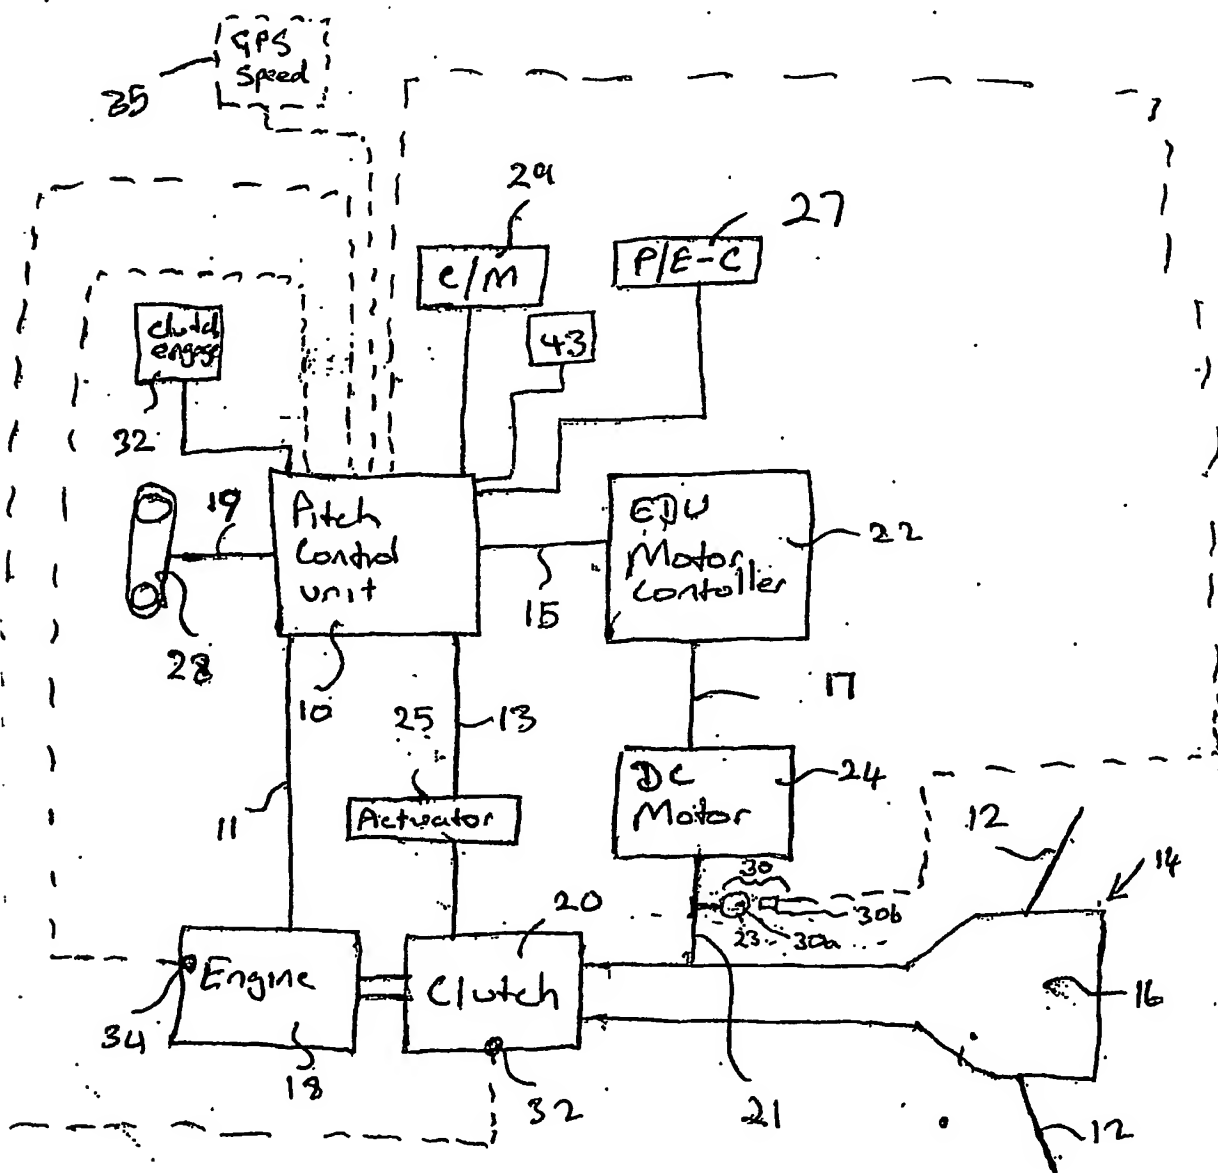 GPS
Speed
35
29
27
C/M
P/E-C
43
Clutch
engage
32
19
Pitch
Control
unit
EDU
Motor
Controller
22
15
28
10
25
13
17
DC
Motor
24
11
Actuator
12
14
30
20
30b
23
30a
Engine
Clutch
16
34
18
32
21
12